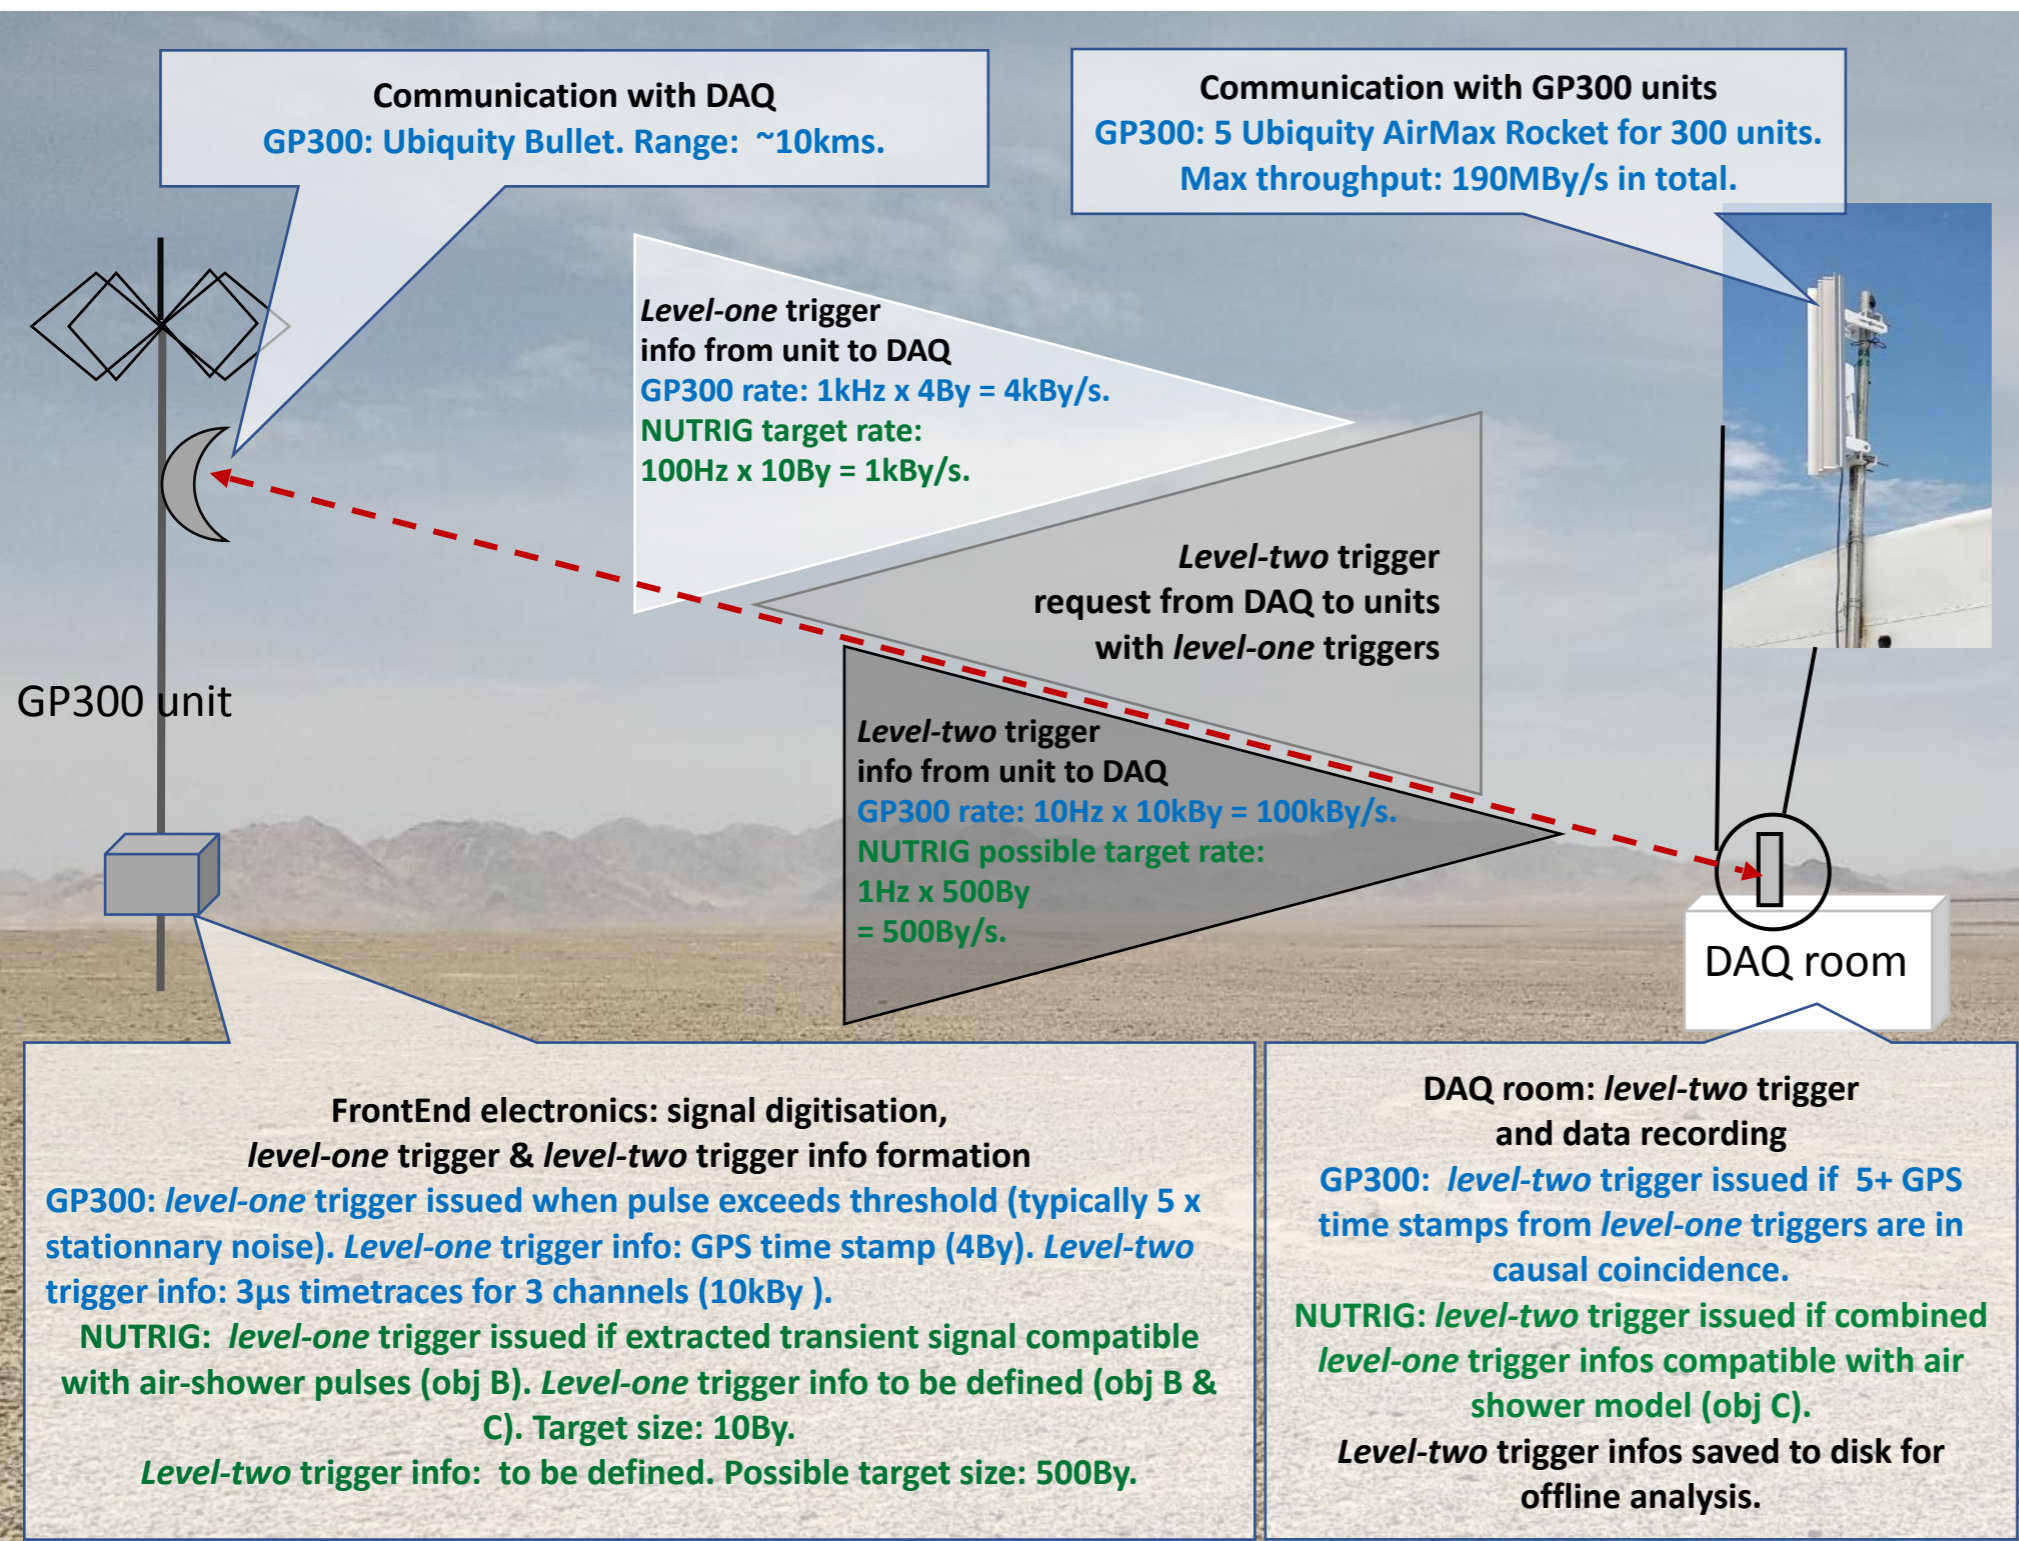 Communication with DAQ
GP300: Ubiquity Bullet. Range:  ~10kms.
Communication with GP300 units
GP300: 5 Ubiquity AirMax Rocket for 300 units.
Max throughput: 190MBy/s in total.
Level-one trigger
info from unit to DAQ
GP300 rate: 1kHz x 4By = 4kBy/s.
NUTRIG target rate:
100Hz x 10By = 1kBy/s.
Level-two trigger
request from DAQ to units
with level-one triggers
GP300 unit
Level-two trigger
info from unit to DAQ
GP300 rate: 10Hz x 10kBy = 100kBy/s.
NUTRIG possible target rate:
1Hz x 500By
= 500By/s.
DAQ room
FrontEnd electronics: signal digitisation,
level-one trigger & level-two trigger info formation
GP300: level-one trigger issued when pulse exceeds threshold (typically 5 x
stationnary noise). Level-one trigger info: GPS time stamp (4By). Level-two
trigger info: 3μs timetraces for 3 channels (10kBy ).
NUTRIG:  level-one trigger issued if extracted transient signal compatible
with air-shower pulses (obj B). Level-one trigger info to be defined (obj B &
C). Target size: 10By.
Level-two trigger info:  to be defined. Possible target size: 500By.
DAQ room: level-two trigger
and data recording
GP300:  level-two trigger issued if  5+ GPS
time stamps from level-one triggers are in
causal coincidence.
NUTRIG: level-two trigger issued if combined
level-one trigger infos compatible with air
shower model (obj C).
Level-two trigger infos saved to disk for
offline analysis.